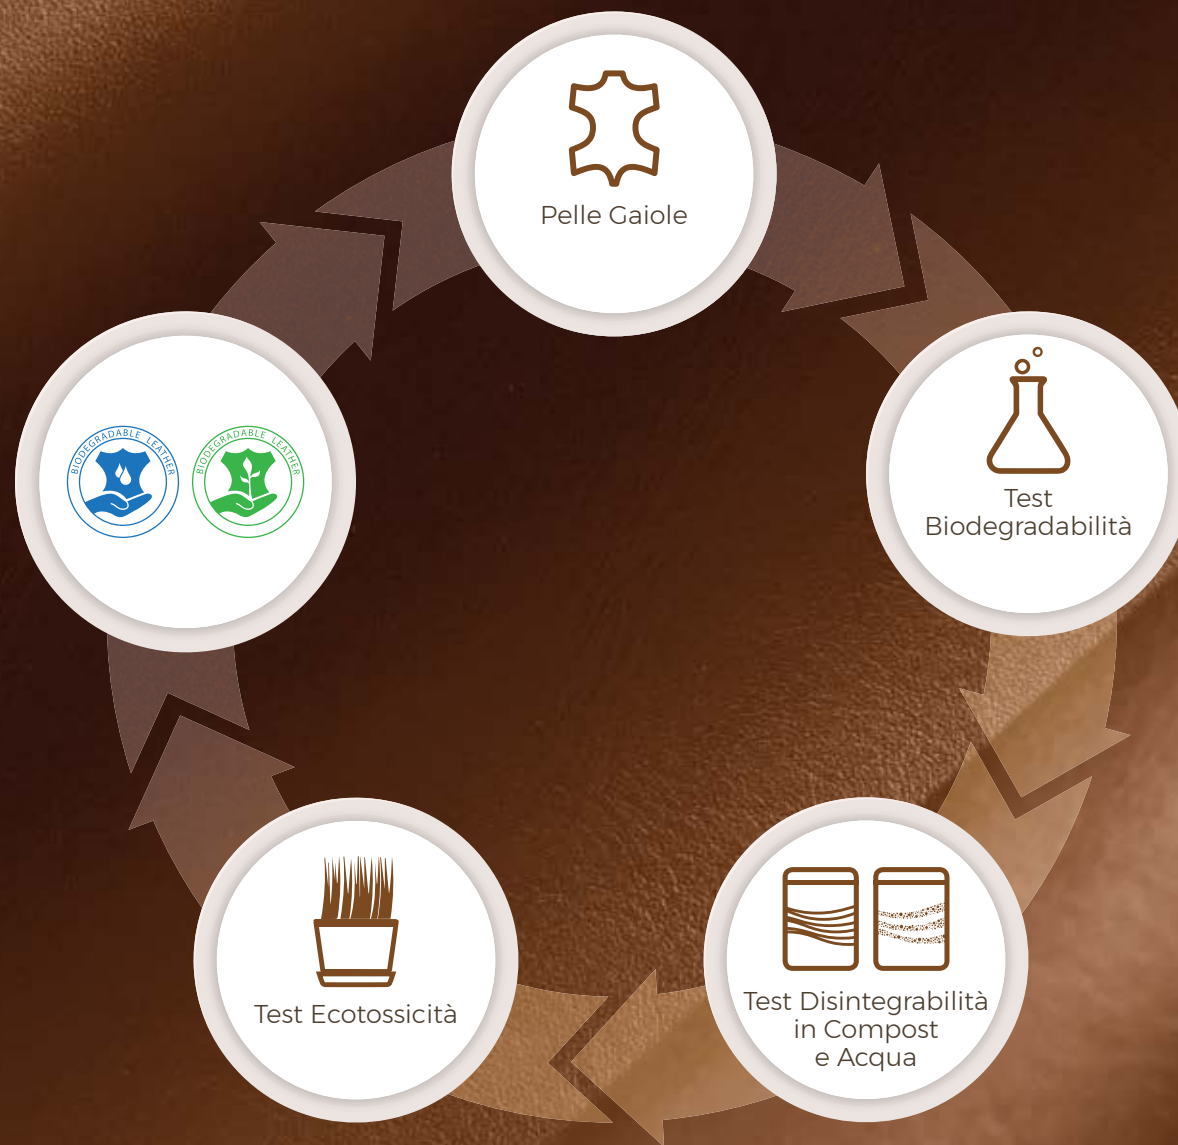 Pelle Gaiole
Test
Biodegradabilità
Test Disintegrabilità
in Compost
e Acqua
Test Ecotossicità
BIODEGRADABLE LEATHER
BIODEGRADABLE LEATHER